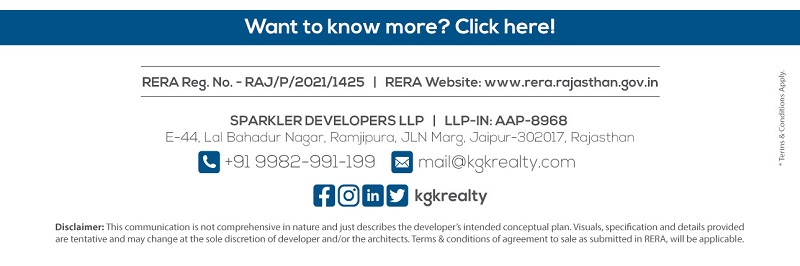 Want to know more? Click here!
RERA Reg. No. - RAJ/P/2021/1425 | RERA Website: www.rera.rajasthan.gov.in
SPARKLER DEVELOPERS LLP | LLP-IN: AAP-8968
E-44, Lal Bahadur Nagar, Ramjipura, JLN Marg, Jaipur-302017, Rajasthan
+91 9982-991-199 mail@kgkrealty.com
kgkrealty
Disclaimer: This communication is not comprehensive in nature and just describes the developer's intended conceptual plan. Visuals, specification and details provided
are tentative and may change at the sole discretion of developer and/or the architects. Terms & conditions of agreement to sale as submitted in RERA, will be applicable.
* Terms & Conditions Apply.